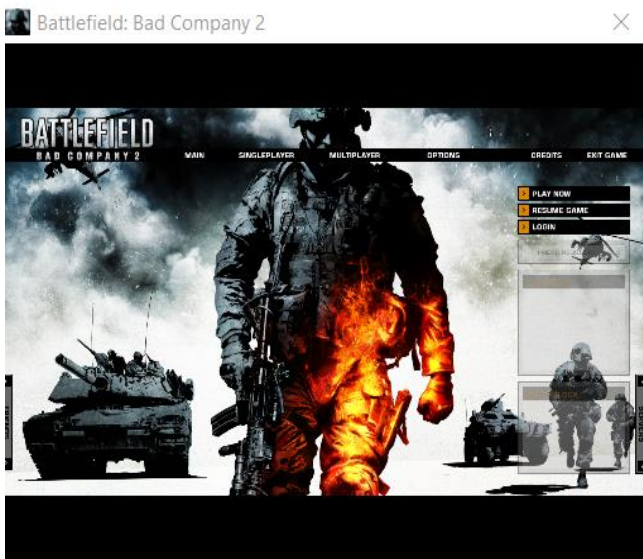 Battlefield: Bad Company 2
BATTLEFIELD
BAD COMPANY 2
MAIN SINGLEPLAYER MULTIPLAYER OPTIONS CREDITS EXIT GAME
PLAY NOW
RESUME GAME
LOGIN